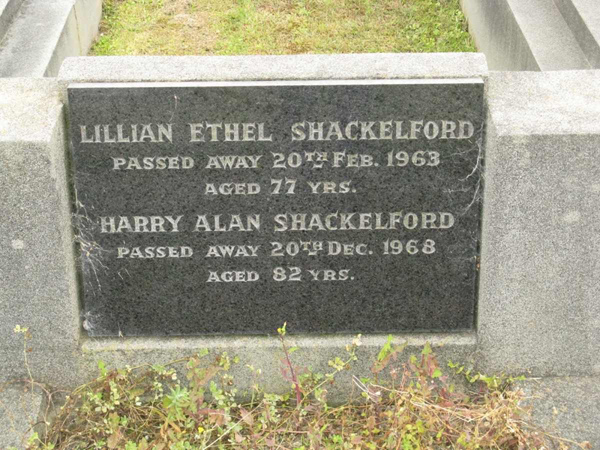 LILLIAN ETHEL SHACKELFORD
PASSED AWAY 20TH FEB. 1963
AGED 77 YRS.
HARRY ALAN SHACKELFORD
PASSED AWAY 20TH DEC. 1968
AGED 82 YRS.